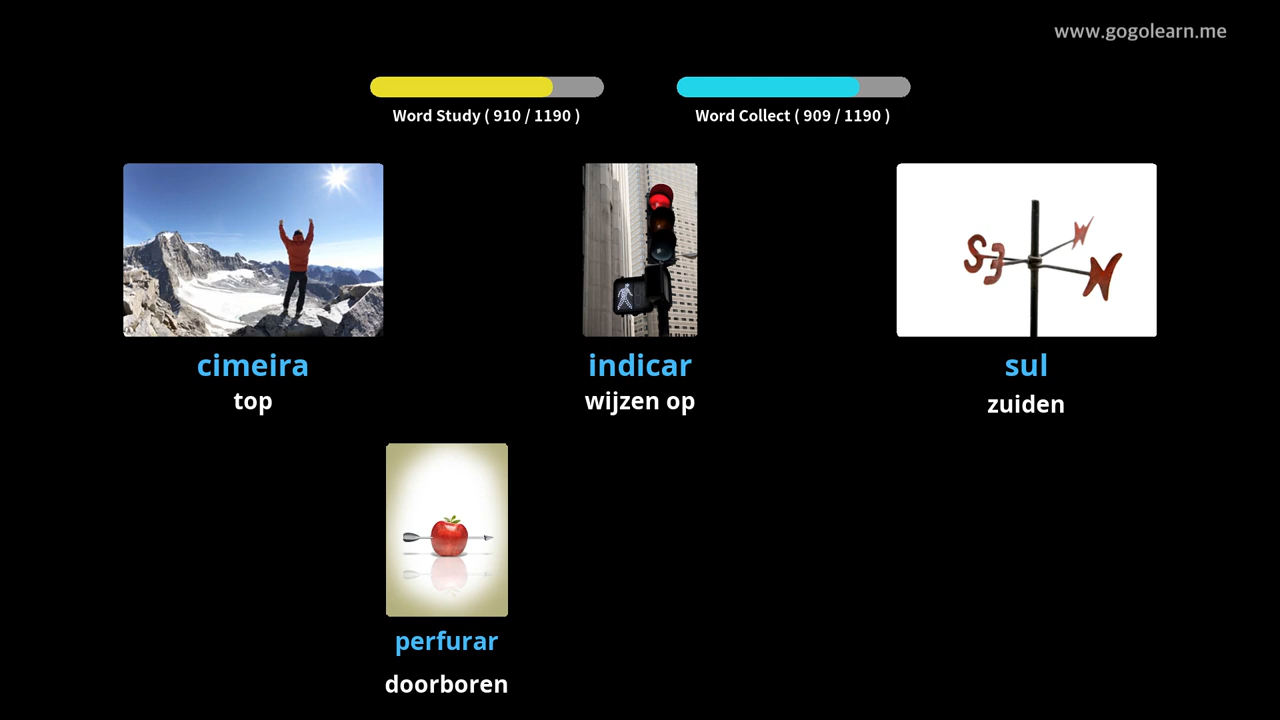 www.gogolearn.me
Word Study ( 910 / 1190 )
Word Collect ( 909 / 1190 )
S
E
N
cimeira
top
indicar
wijzen op
sul
zuiden
perfurar
doorboren